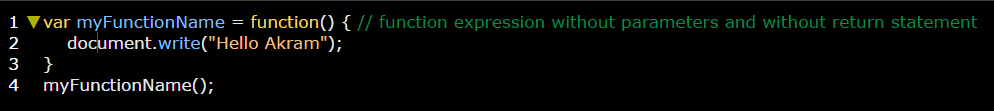 1 ▼var myFunctionName = function() { // function expression without parameters and without return statement
2 document.write("Hello Akram");
3 }
4 myFunctionName();